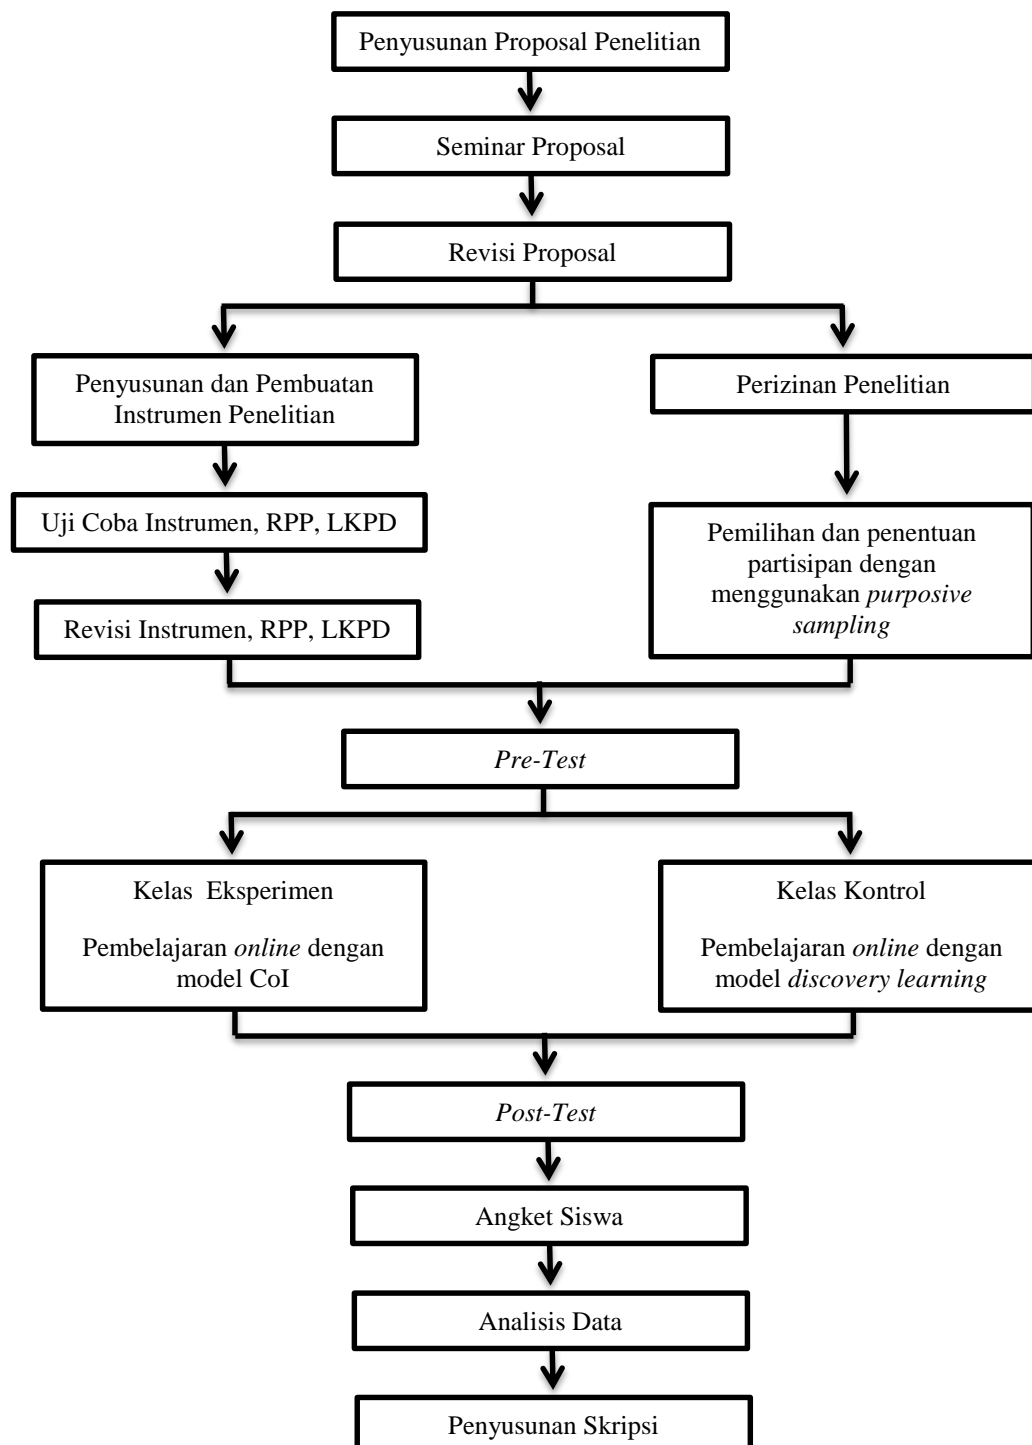 Penyusunan Proposal Penelitian
Seminar Proposal
Revisi Proposal
Penyusunan dan Pembuatan
Instrumen Penelitian
Perizinan Penelitian
Uji Coba Instrumen, RPP, LKPD
Revisi Instrumen, RPP, LKPD
Pemilihan dan penentuan
partisipan dengan
menggunakan purposive
sampling
Pre-Test
Kelas  Eksperimen
Pembelajaran online dengan
model CoI
Kelas Kontrol
Pembelajaran online dengan
model discovery learning
Post-Test
Angket Siswa
Analisis Data
Penyusunan Skripsi